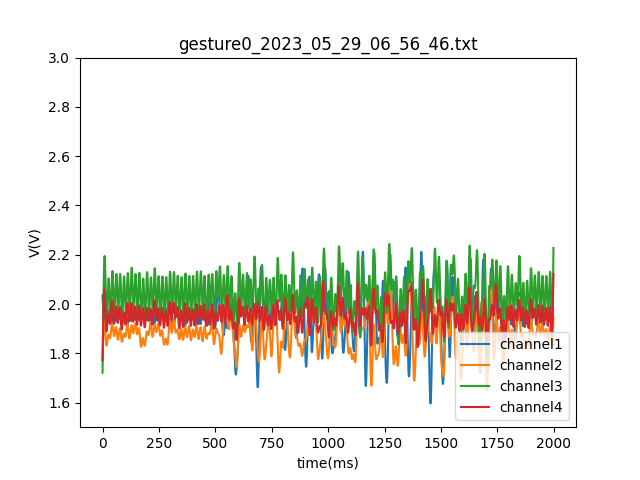 gesture0_2023_05_29_06_56_46.txt
3.0
2.8
2.6
2.4
2.2
2.0
1.8
1.6
V(V)
channel1
channel2
channel3
channel4
0 250 500 750 1000 1250 1500 1750 2000
time(ms)